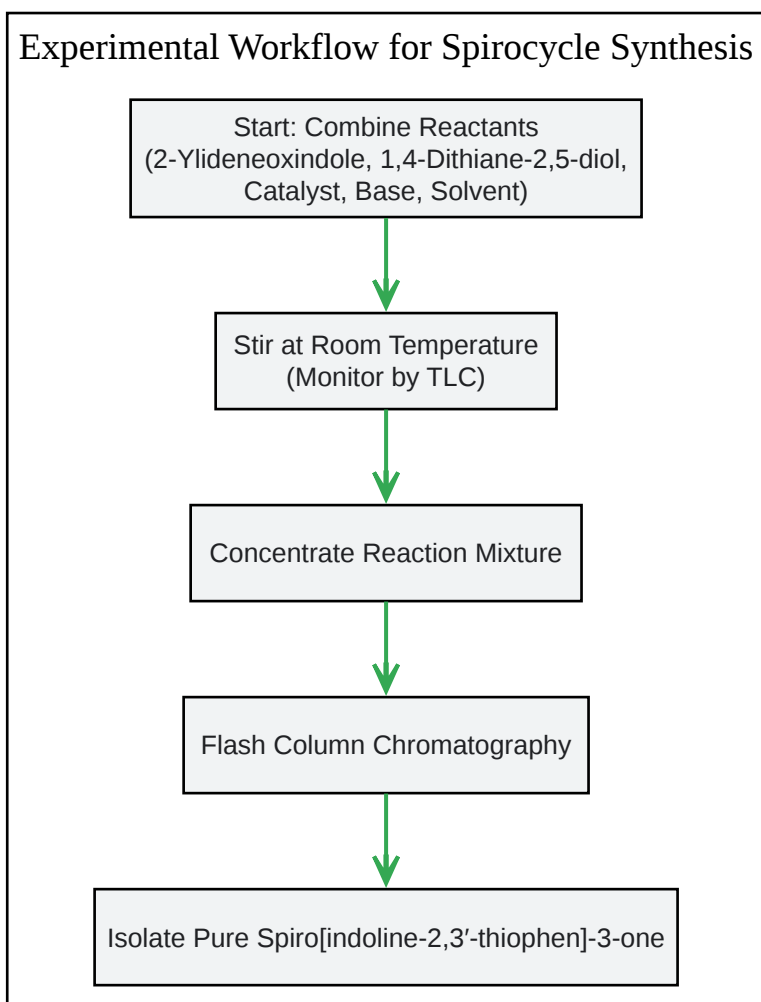 Experimental Workflow for Spirocycle Synthesis
Start: Combine Reactants
(2-Ylideneoxindole, 1,4-Dithiane-2,5-diol,
Catalyst, Base, Solvent)
Stir at Room Temperature
(Monitor by TLC)
Concentrate Reaction Mixture
Flash Column Chromatography
Isolate Pure Spiro[indoline-2,3′-thiophen]-3-one